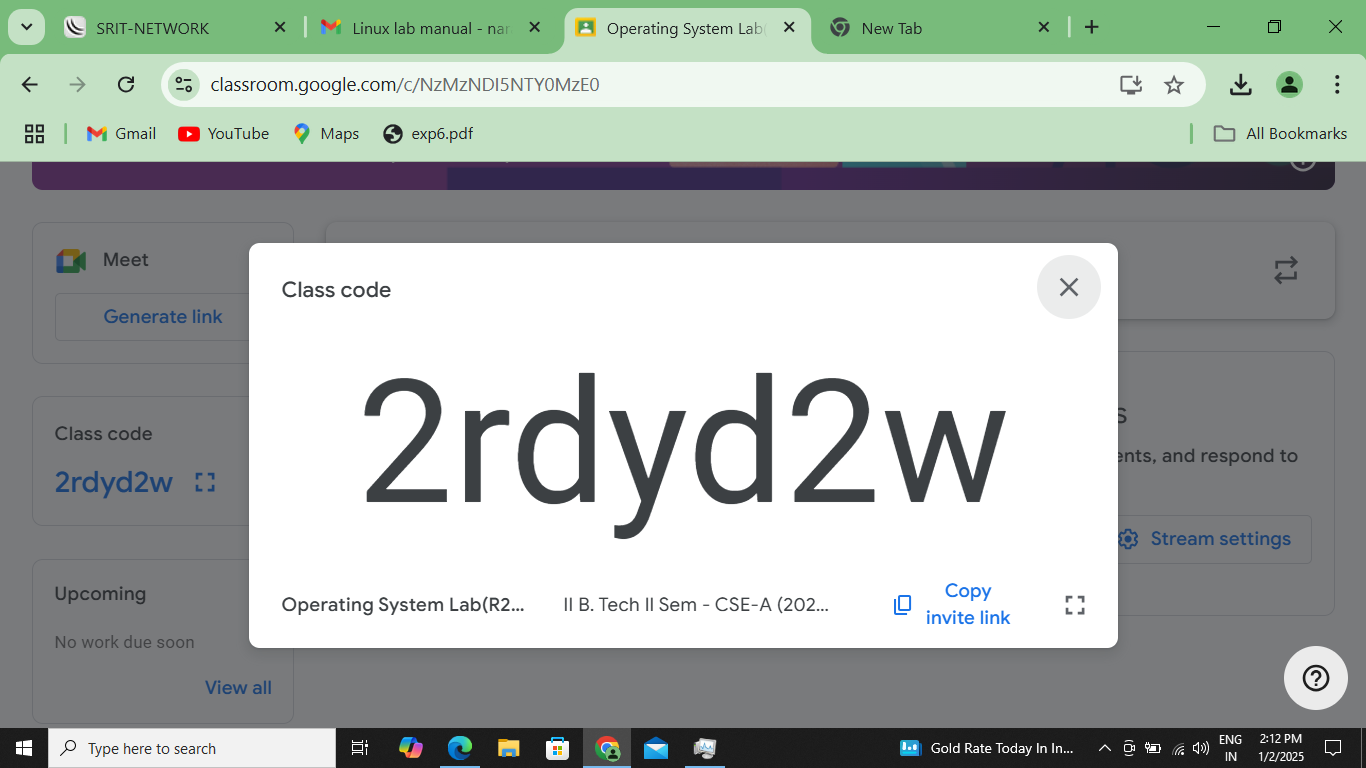 SRIT-NETWORK
Linux lab manual - nar
Operating System Lab(
New Tab
classroom.google.com/c/NzMzNDI5NTY0MzE0
Gmail
YouTube
Maps
exp6.pdf
All Bookmarks
Meet
Generate link
Class code
2rdyd2w
Upcoming
No work due soon
View all
Class code
2rdyd2w
Operating System Lab(R2...
II B. Tech II Sem - CSE-A (202...
Copy
invite link
s
ents, and respond to
Stream settings
Type here to search
Gold Rate Today In In...
ENG
IN
2:12 PM
1/2/2025